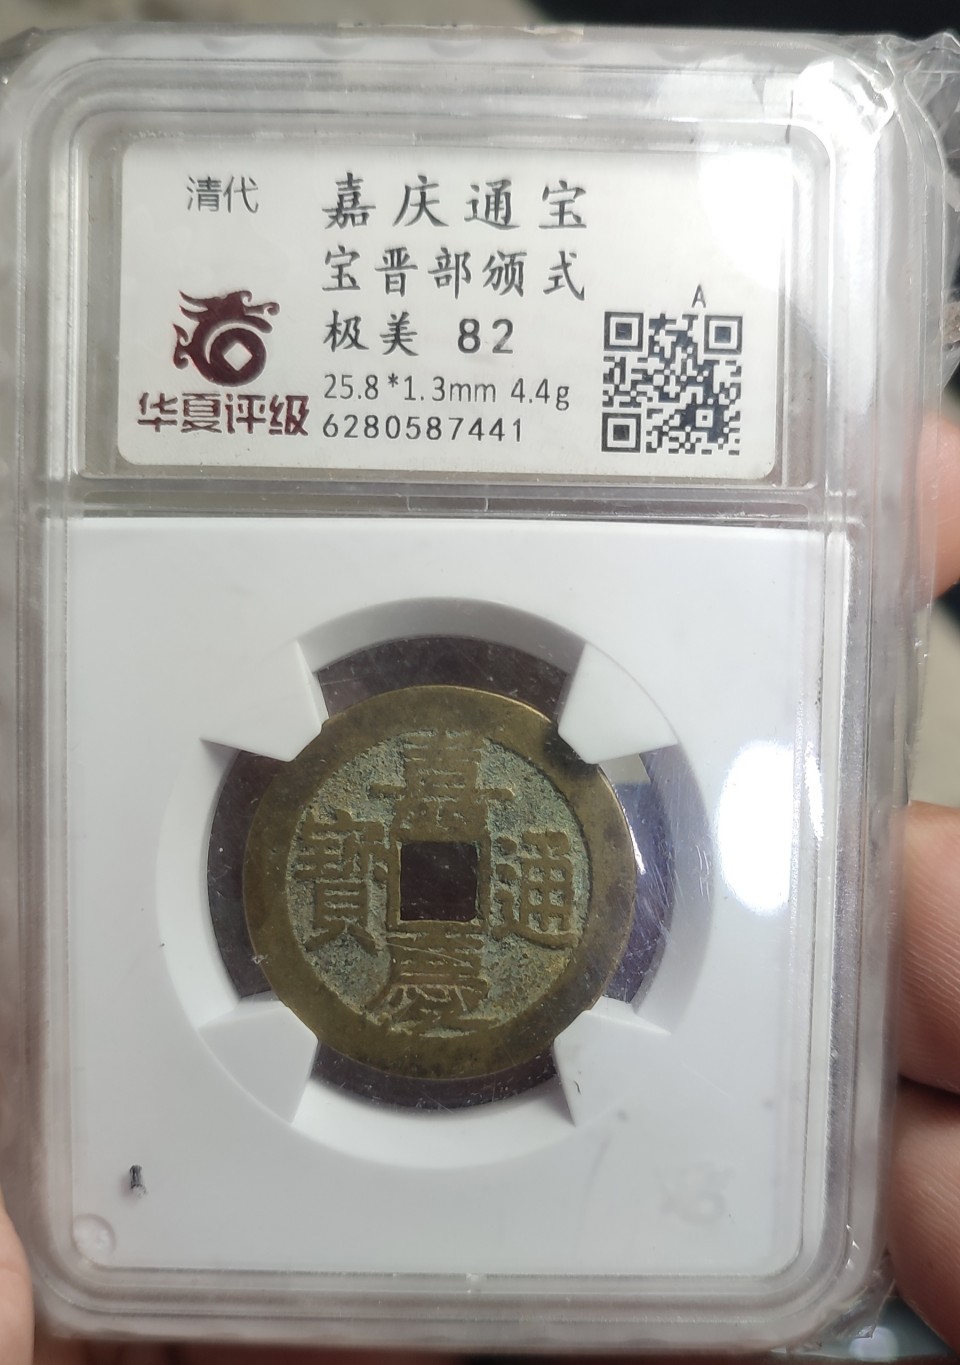 清代
嘉庆通宝
宝晋部颁式
极美 82
25.8*1.3mm 4.4g
6280587441
华夏评级
A
嘉慶通寶